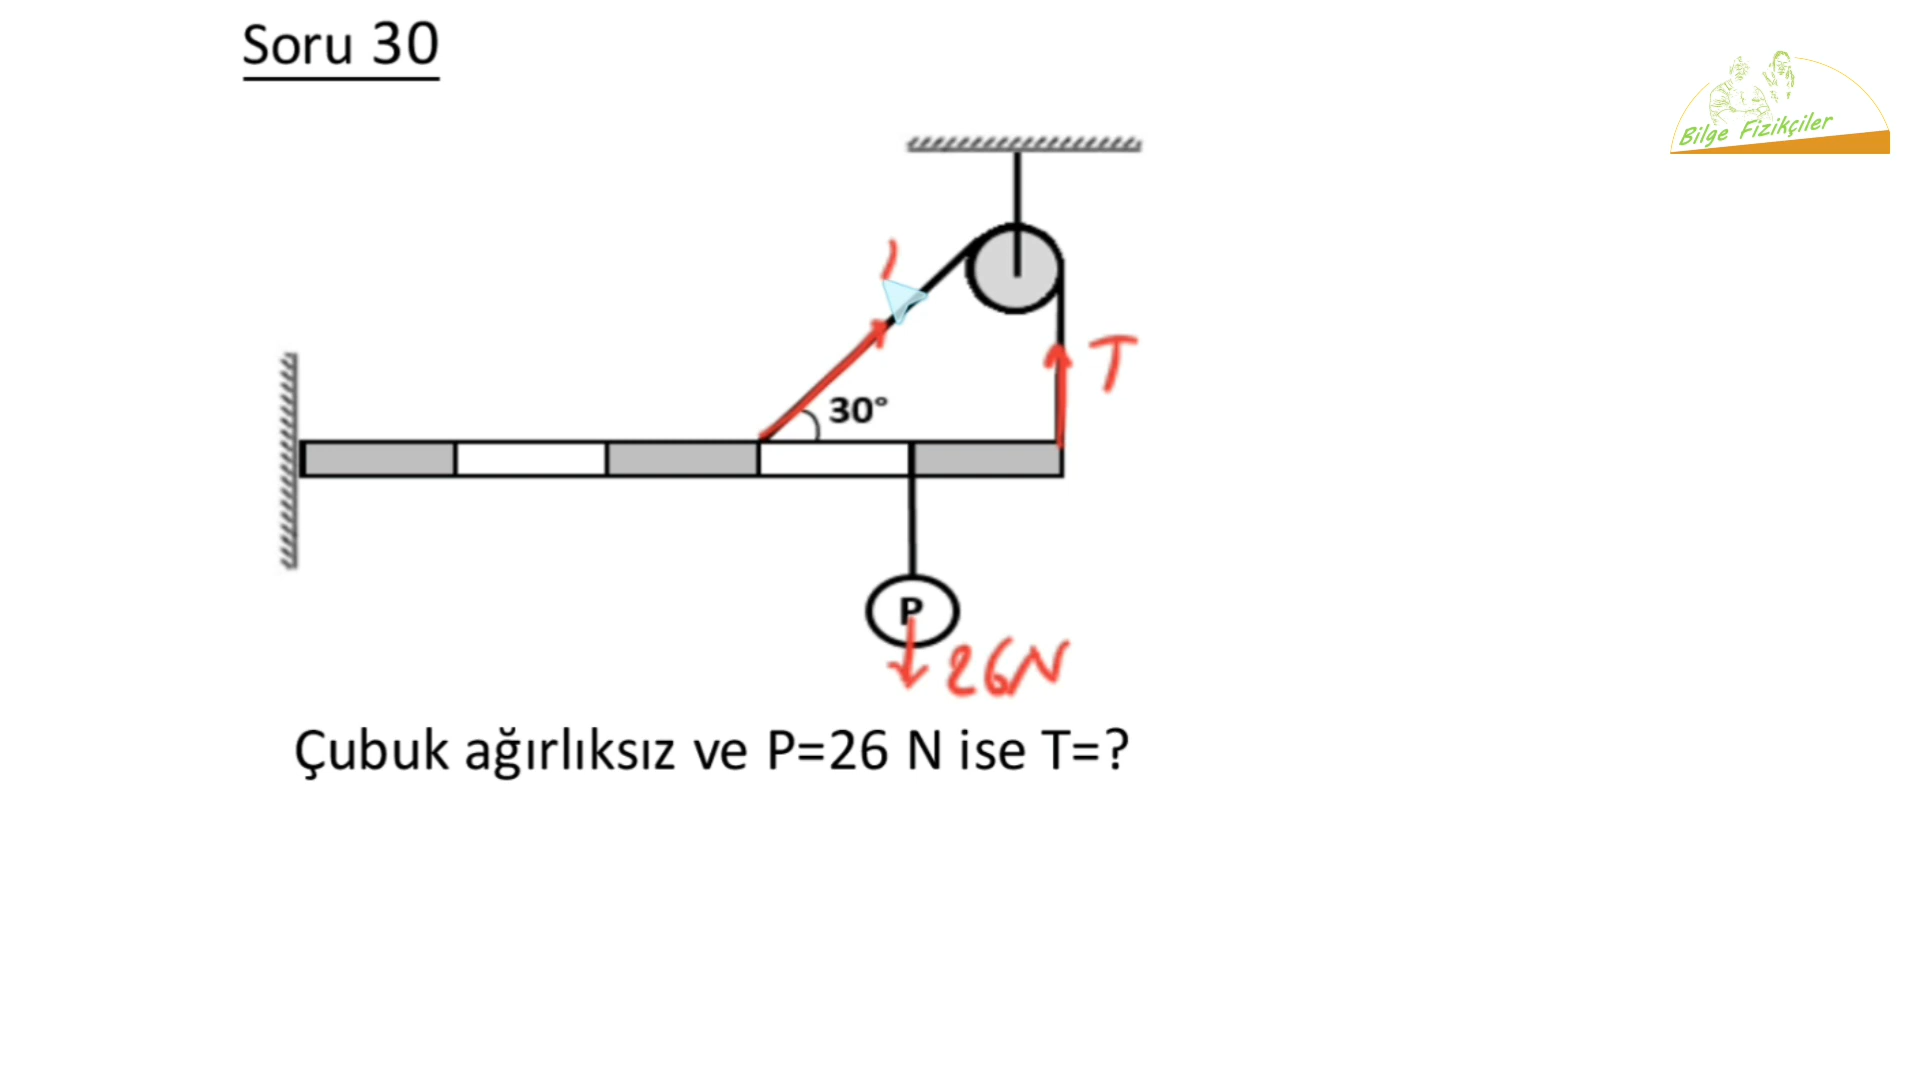 Soru 30
Bilge Fizikçiler
T
30°
P
26N
Çubuk ağırlıksız ve P=26 N ise T=?